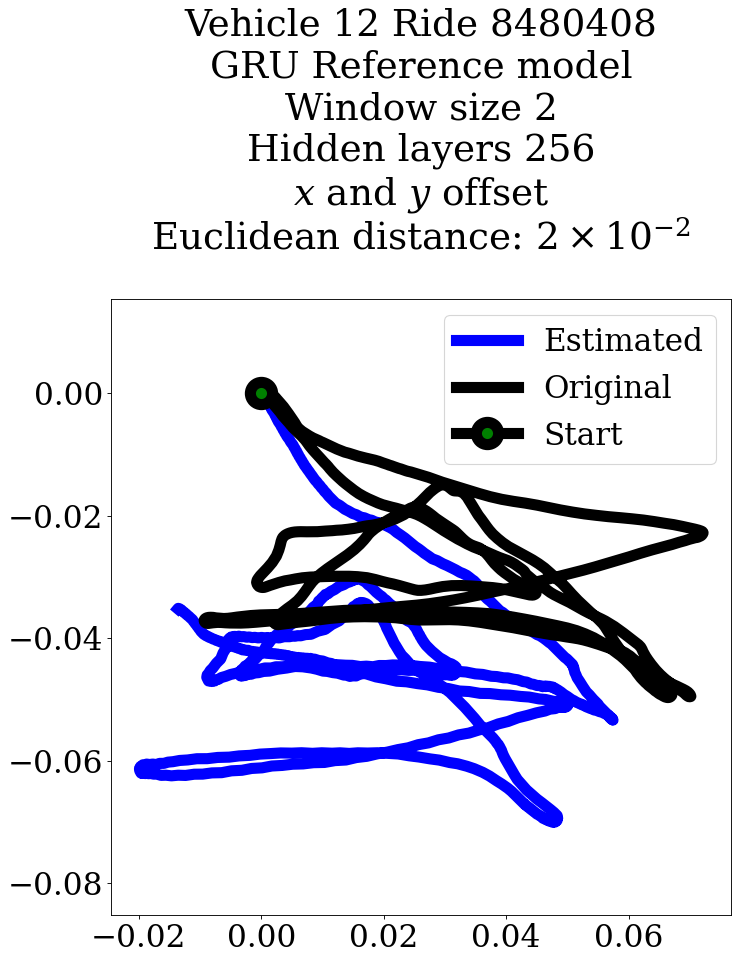 Vehicle 12 Ride 8480408
GRU Reference model
Window size 2
Hidden layers 256
x and y offset
Euclidean distance: 2 × 10⁻²
Estimated
Original
Start
0.00
−0.02
−0.04
−0.06
−0.08
−0.02 0.00 0.02 0.04 0.06